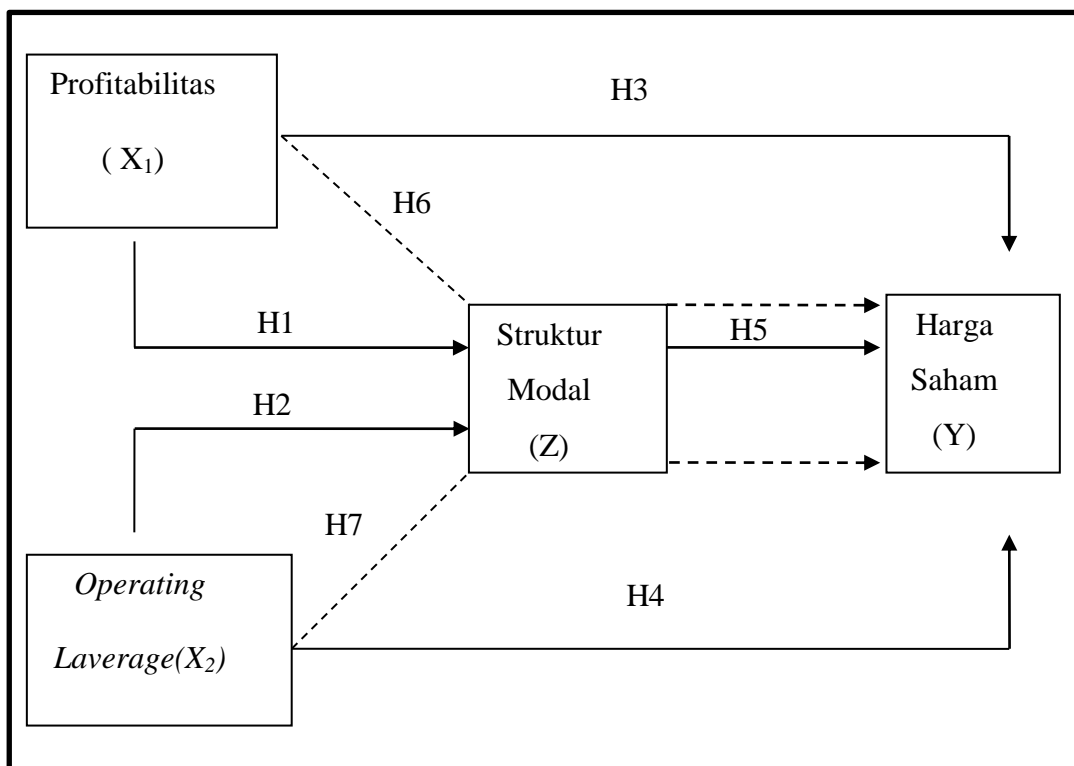 Profitabilitas
( X₁)
H3
H6
H1
Struktur
Modal
(Z)
H5
Harga
Saham
(Y)
H2
H7
Operating
Laverage(X₂)
H4